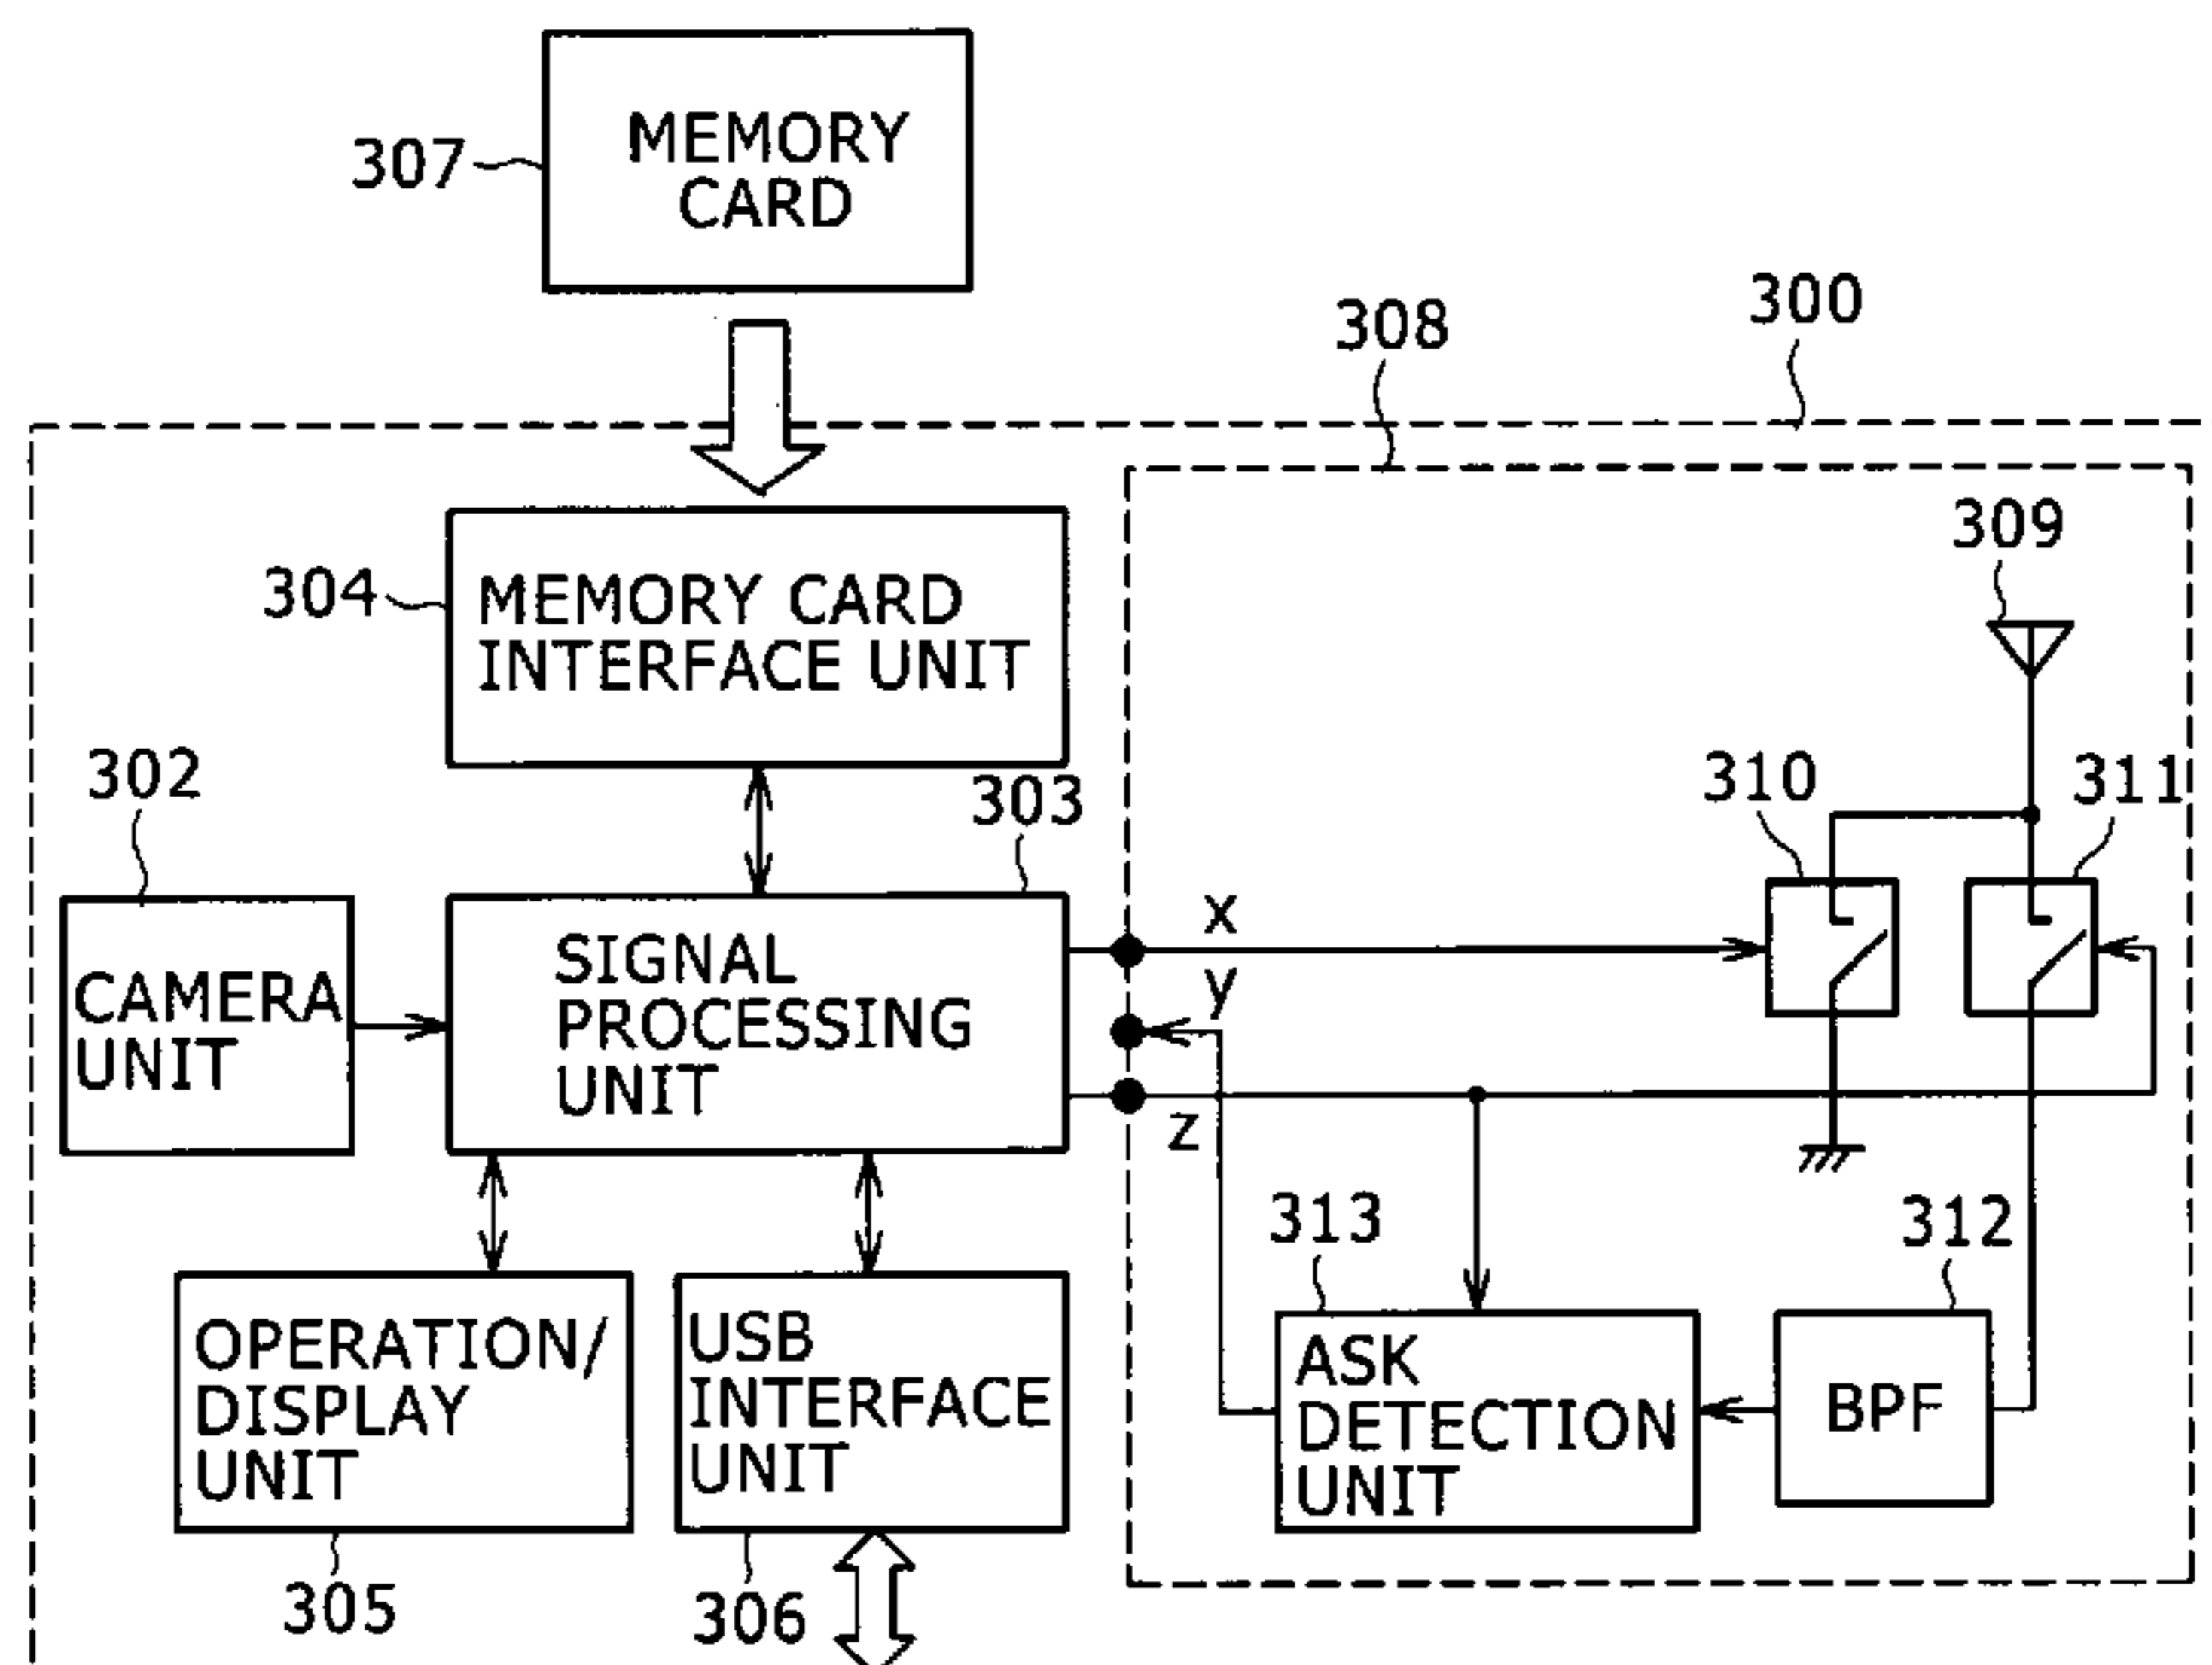 MEMORY
CARD
307
300
308
309
304
MEMORY CARD
INTERFACE UNIT
302
303
310
311
CAMERA
UNIT
SIGNAL
PROCESSING
UNIT
x
y
z
313
312
OPERATION/
DISPLAY
UNIT
USB
INTERFACE
UNIT
ASK
DETECTION
UNIT
BPF
305
306